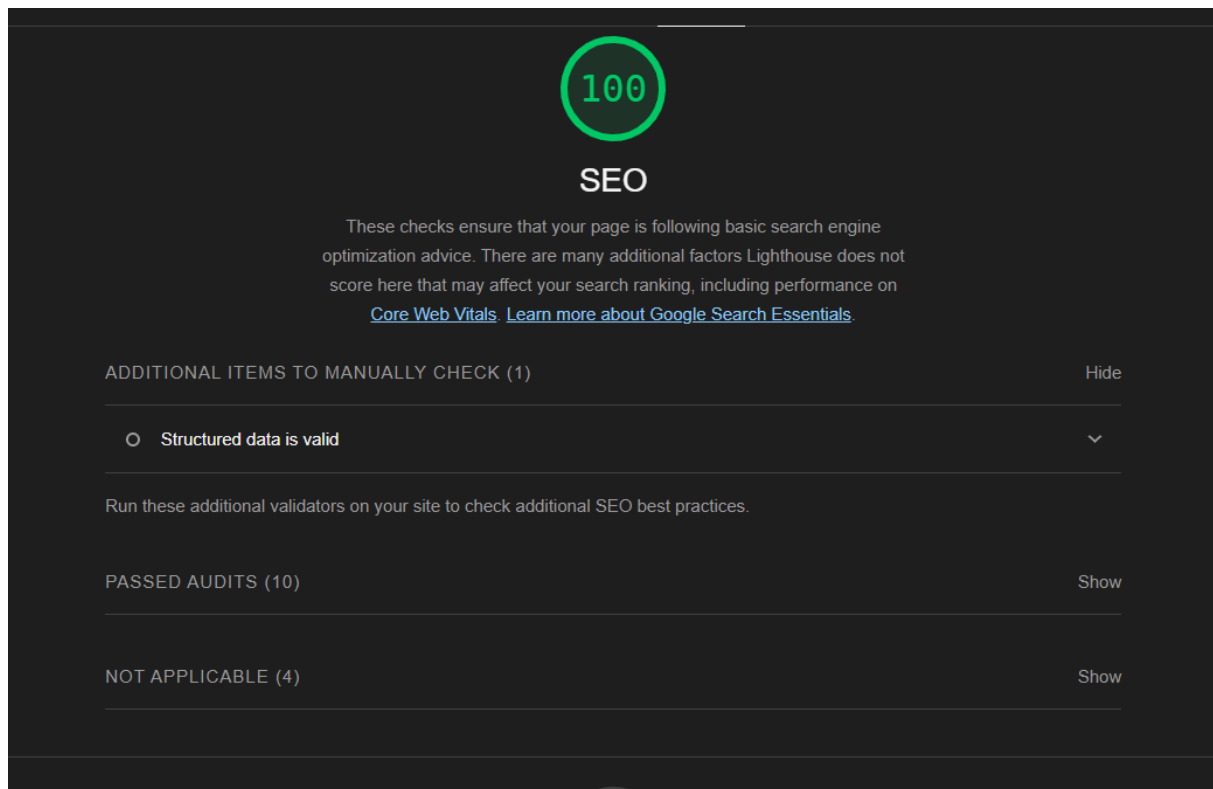 100
SEO
These checks ensure that your page is following basic search engine
optimization advice. There are many additional factors Lighthouse does not
score here that may affect your search ranking, including performance on
Core Web Vitals. Learn more about Google Search Essentials.
ADDITIONAL ITEMS TO MANUALLY CHECK (1) Hide
Structured data is valid
Run these additional validators on your site to check additional SEO best practices.
PASSED AUDITS (10) Show
NOT APPLICABLE (4) Show